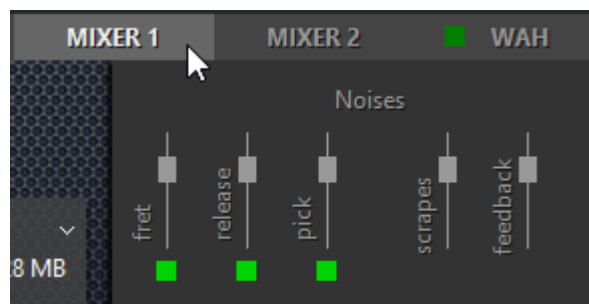 MIXER 1
MIXER 2
WAH
Noises
fret
release
pick
scrapes
feedback
8 MB